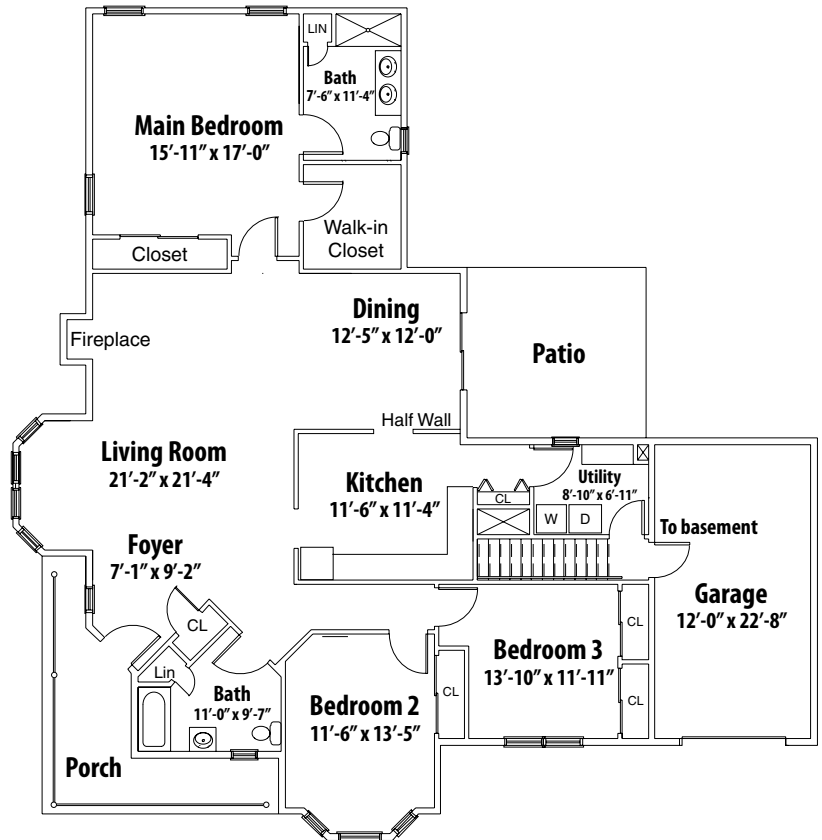 LIN
Bath
7’-6” x 11’-4”
Main Bedroom
15’-11” x 17’-0”
Walk-in
Closet
Closet
Dining
12’-5” x 12’-0”
Fireplace
Patio
Half Wall
Living Room
21’-2” x 21’-4”
Kitchen
11’-6” x 11’-4”
Utility
8’-10” x 6’-11”
CL
W
D
To basement
Foyer
7’-1” x 9’-2”
Garage
12’-0” x 22’-8”
CL
CL
Bedroom 3
13’-10” x 11’-11”
Lin
Bath
11’-0” x 9’-7”
Bedroom 2
11’-6” x 13’-5”
CL
CL
Porch